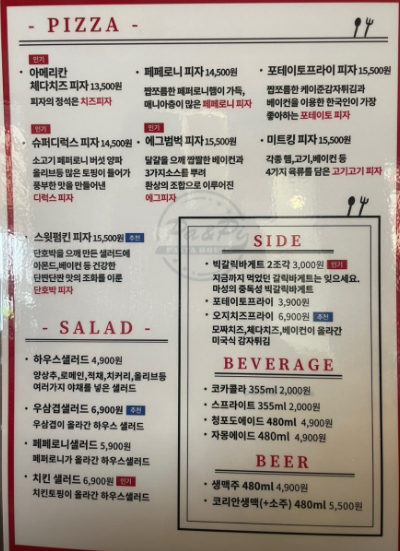 - PIZZA -
인기
· 아메리칸
체다치즈 피자 13,500원
피자의 정석은 치즈피자
· 페페로니 피자 14,500원
짭쪼름한 페퍼로니햄이 가득,
매니아층이 많은 페페로니 피자
· 포테이토프라이 피자 15,500원
짭쪼름한 케이준감자튀김과
베이컨을 이용한 한국인이 가장
좋아하는 포테이토 피자
인기
· 슈퍼디럭스 피자 14,500원
소고기 페퍼로니 버섯 양파
올리브등 많은 토핑이 들어가
풍부한 맛을 만들어낸
디럭스 피자
인기
· 에그범벅 피자 15,500원
달걀을 으깨 짭짤한 베이컨과
3가지소스를 뿌려
환상의 조합으로 이루어진
에그피자
· 미트킹 피자 15,500원
각종 햄,고기,베이컨 등
4가지 육류를 담은 고기고기 피자
· 스윗펌킨 피자 15,500원 추천
단호박을 으깨 만든 샐러드에
아몬드,베이컨 등 건강한
단짠단짠 맛의 조화를 이룬
단호박 피자
- SALAD -
· 하우스샐러드 4,900원
양상추,로메인,적채,치커리,올리브등
여러가지 야채를 넣은 샐러드
· 우삼겹샐러드 6,900원 추천
우삼겹이 올라간 하우스 샐러드
· 페페로니샐러드 5,900원
페퍼로니가 올라간 하우스샐러드
· 치킨 샐러드 6,900원 인기
치킨토핑이 올라간 하우스샐러드
SIDE
· 빅갈릭바게트 2조각 3,000원 인기
지금까지 먹었던 갈릭바게트는 잊으세요.
마성의 중독성 빅갈릭바게트
· 포테이토프라이 3,900원
· 오지치즈프라이 6,900원 추천
모짜치즈,체다치즈,베이컨이 올라간
미국식 감자튀김
BEVERAGE
· 코카콜라 355ml 2,000원
· 스프라이트 355ml 2,000원
· 청포도에이드 480ml 4,900원
· 자몽에이드 480ml 4,900원
BEER
· 생맥주 480ml 4,900원
· 코리안생맥(+소주) 480ml 5,500원